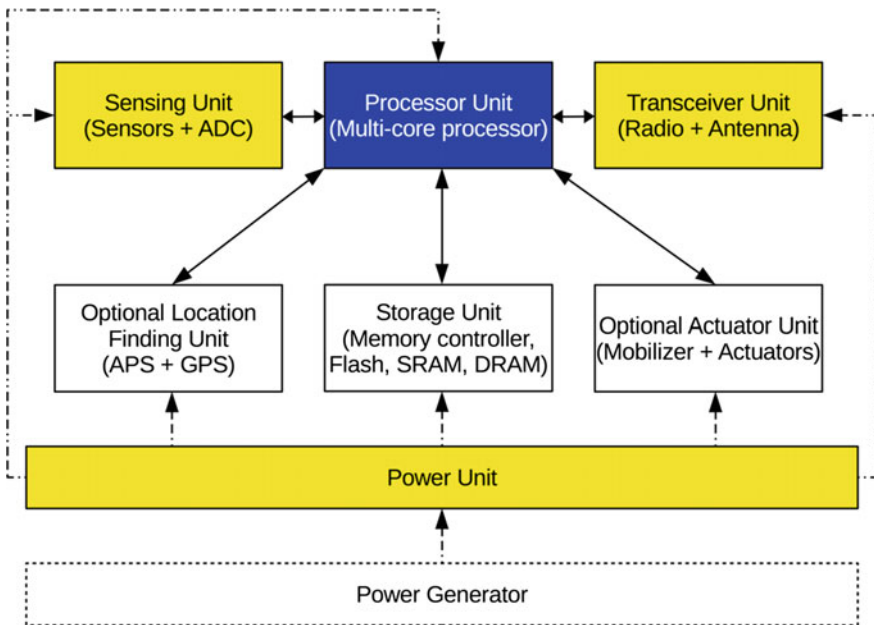 Sensing Unit
(Sensors + ADC)
Processor Unit
(Multi-core processor)
Transceiver Unit
(Radio + Antenna)
Optional Location
Finding Unit
(APS + GPS)
Storage Unit
(Memory controller,
Flash, SRAM, DRAM)
Optional Actuator Unit
(Mobilizer + Actuators)
Power Unit
Power Generator